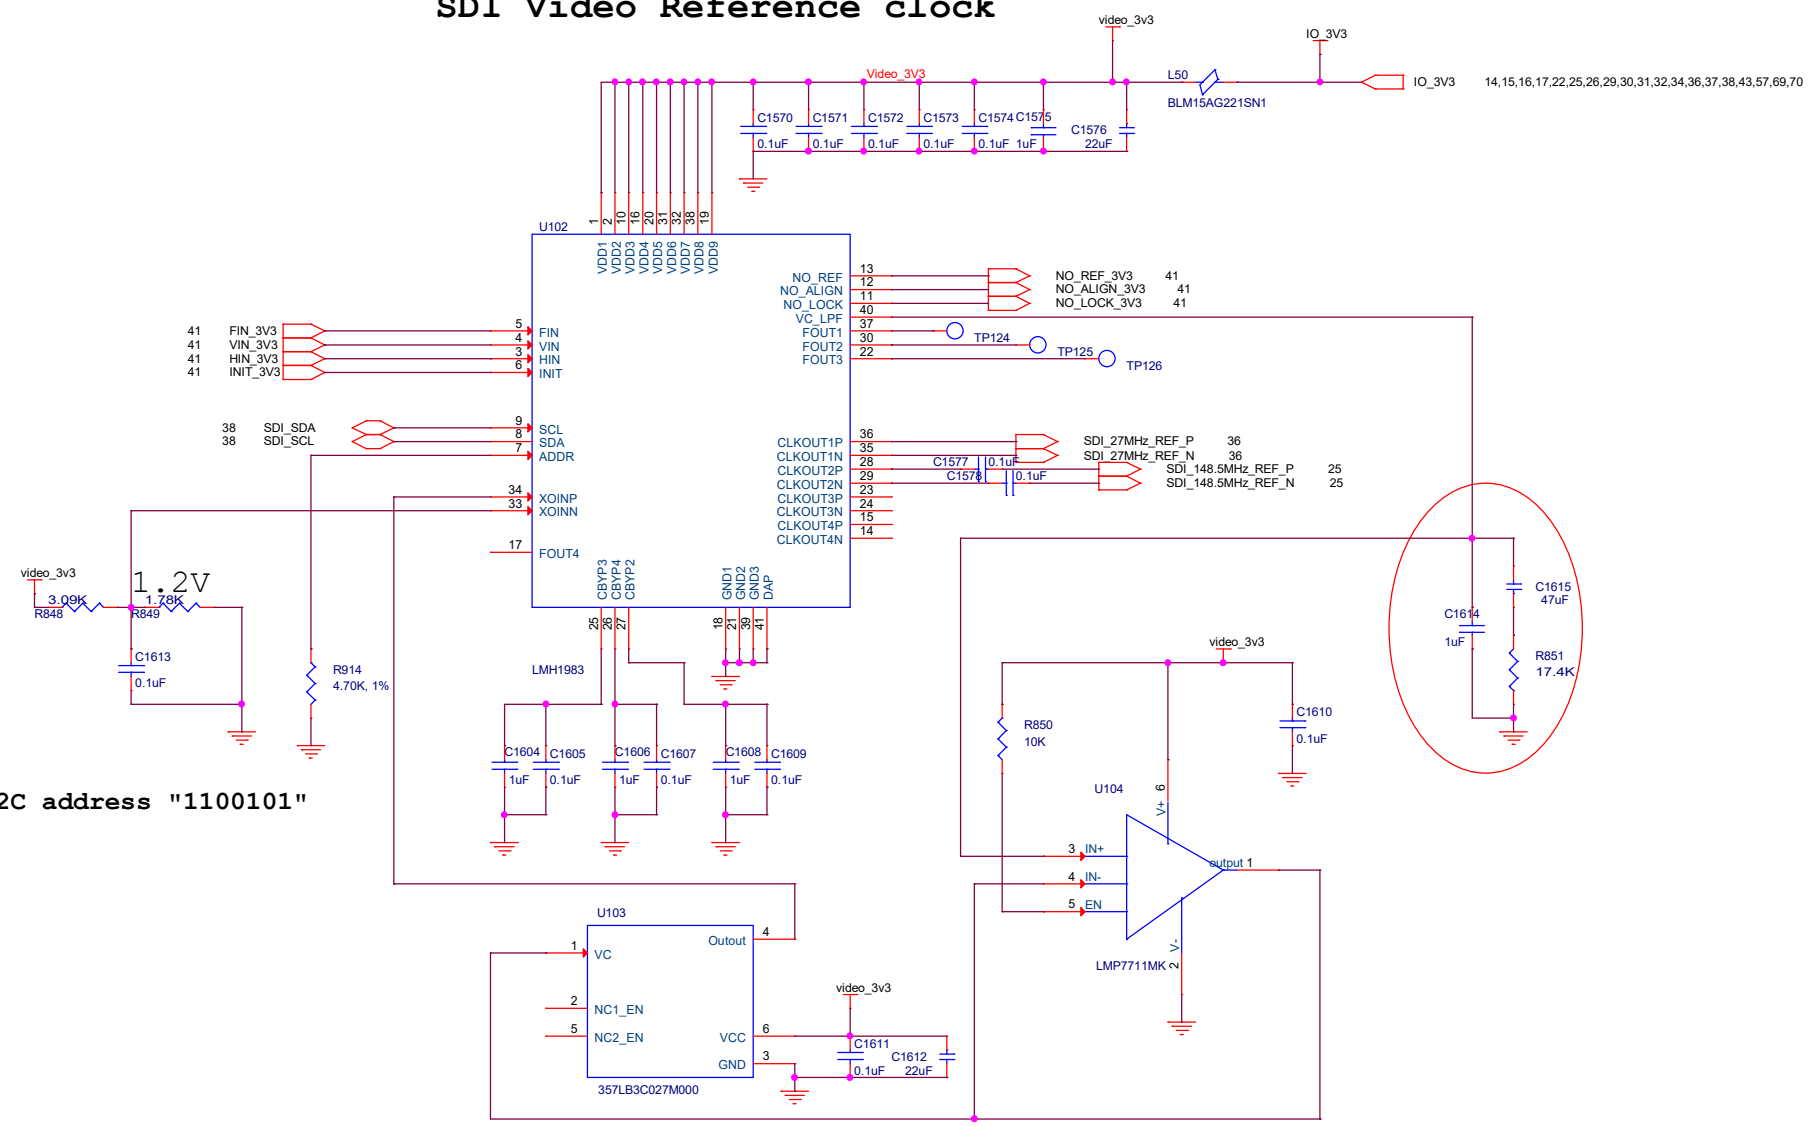 SDI Video Reference clock
video_3v3
IO_3V3
Video_3V3
L50
BLM15AG221SN1
IO_3V3 14,15,16,17,22,25,26,29,30,31,32,34,36,37,38,43,57,69,70
C1570 C1571 C1572 C1573 C1574 C1575 C1576
0.1uF 0.1uF 0.1uF 0.1uF 0.1uF 1uF 22uF
1 2 10 16 20 31 32 38 19
U102
VDD1 VDD2 VDD3 VDD4 VDD5 VDD6 VDD7 VDD8 VDD9
NO_REF 13 NO_REF_3V3 41
NO_ALIGN 12 NO_ALIGN_3V3 41
NO_LOCK 11 NO_LOCK_3V3 41
VC_LPF 40
FOUT1 37 TP124
FOUT2 30 TP125
FOUT3 22 TP126
41 FIN_3V3 5 FIN
41 VIN_3V3 4 VIN
41 HIN_3V3 3 HIN
41 INIT_3V3 6 INIT
38 SDI_SDA 9 SCL
38 SDI_SCL 8 SDA
7 ADDR
34 XOINP
33 XOINN
17 FOUT4
CLKOUT1P 36 SDI_27MHz_REF_P 36
CLKOUT1N 35 SDI_27MHz_REF_N 36
CLKOUT2P 28 C1577 0.1uF SDI_148.5MHz_REF_P 25
CLKOUT2N 29 C1578 0.1uF SDI_148.5MHz_REF_N 25
CLKOUT3P 23
CLKOUT3N 24
CLKOUT4P 15
CLKOUT4N 14
CBYP3 CBYP4 CBYP2
GND1 GND2 GND3 DAP
25 26 27
18 21 39 41
LMH1983
video_3v3
1.2V
3.09K 1.78K
R848 R849
C1613
0.1uF
R914
4.70K, 1%
C1604 C1605 C1606 C1607 C1608 C1609
1uF 0.1uF 1uF 0.1uF 1uF 0.1uF
2C address "1100101"
C1615
47uF
C1614
1uF
R851
17.4K
video_3v3
R850
10K
C1610
0.1uF
U104
6
V+
3 IN+
4 IN-
5 EN
output 1
V-
2
LMP7711MK
U103
1 VC
Outout 4
2 NC1_EN
5 NC2_EN
VCC 6
GND 3
357LB3C027M000
video_3v3
C1611
0.1uF
C1612
22uF